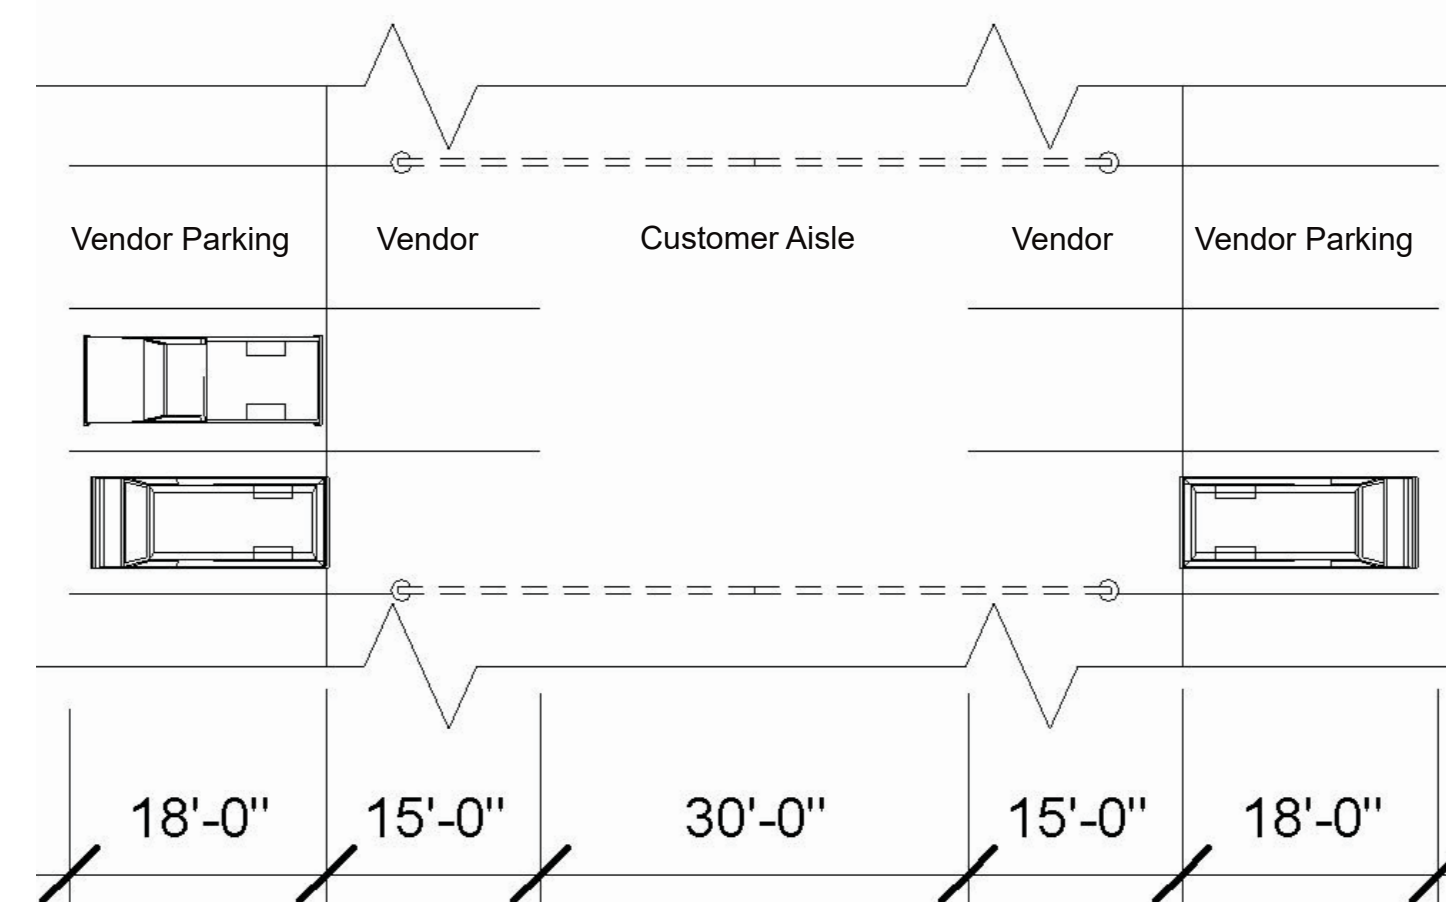 Vendor Parking Vendor Customer Aisle Vendor Vendor Parking
18'-0" 15'-0" 30'-0" 15'-0" 18'-0"